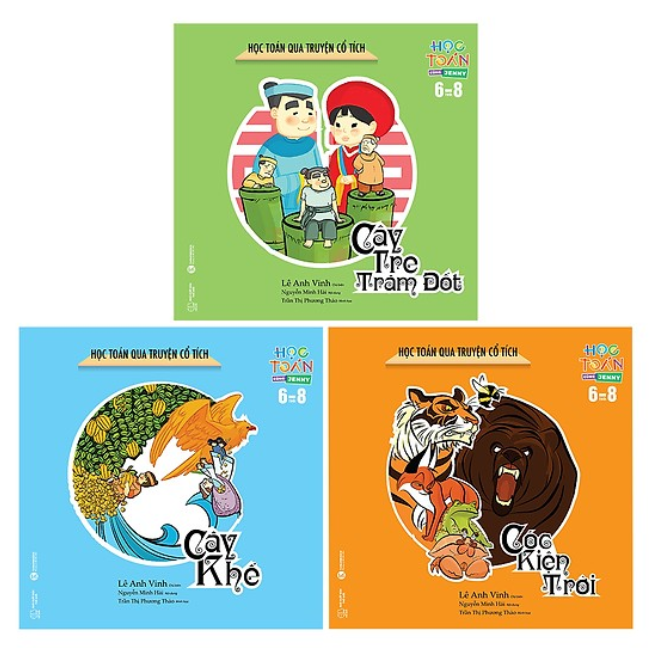 HỌC TOÁN QUA TRUYỆN CỔ TÍCH
HỌC
TOÁN
CÙNG JENNY
6-8
Cây
Tre
Trăm Đốt
Lê Anh Vinh
Nguyễn Minh Hải
Trần Thị Phương Thảo
HỌC TOÁN QUA TRUYỆN CỔ TÍCH
HỌC
TOÁN
CÙNG JENNY
6-8
Cây
Khế
Lê Anh Vinh
Nguyễn Minh Hải
Trần Thị Phương Thảo
HỌC TOÁN QUA TRUYỆN CỔ TÍCH
HỌC
TOÁN
CÙNG JENNY
6-8
Cóc
Kiện
Trời
Lê Anh Vinh
Nguyễn Minh Hải
Trần Thị Phương Thảo